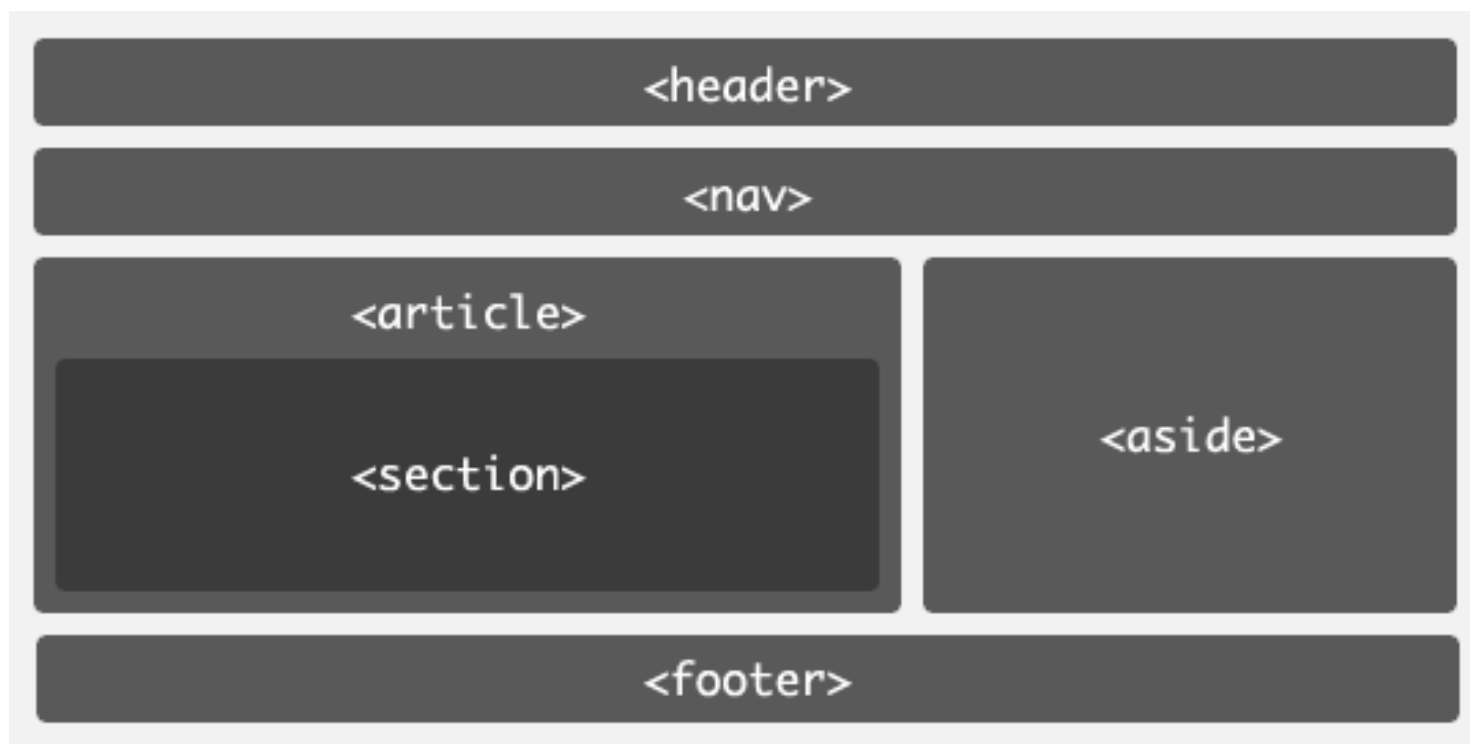 <header>
<nav>
<article>
<section>
<aside>
<footer>